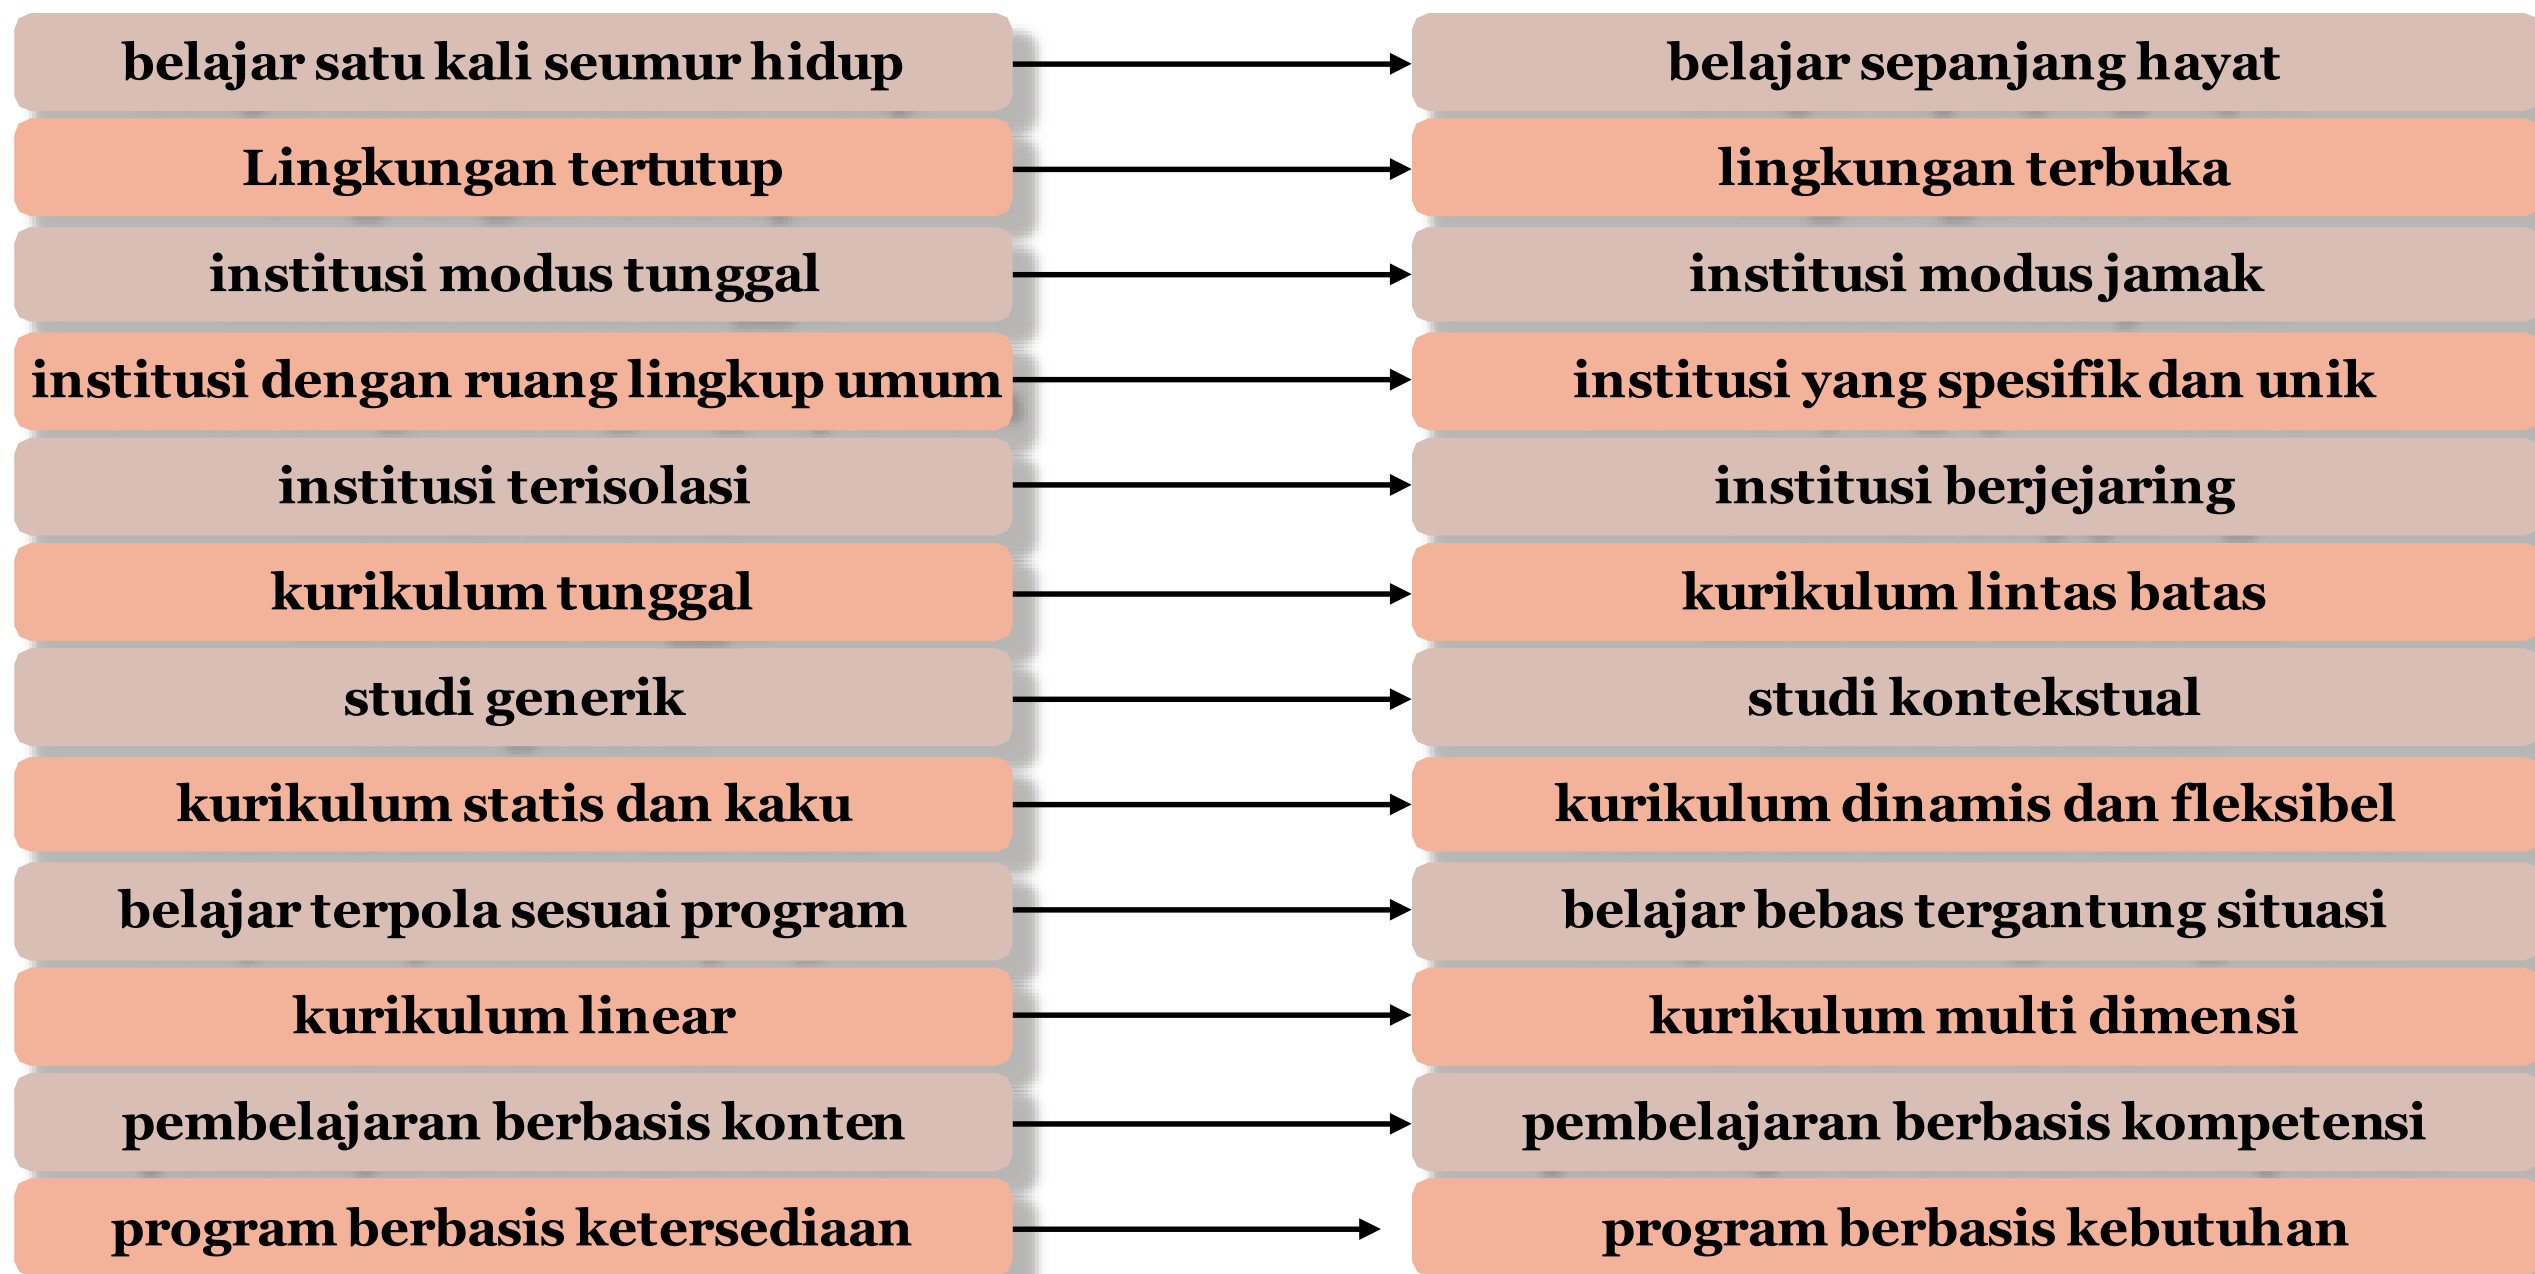 belajar satu kali seumur hidup
belajar sepanjang hayat
Lingkungan tertutup
lingkungan terbuka
institusi modus tunggal
institusi modus jamak
institusi dengan ruang lingkup umum
institusi yang spesifik dan unik
institusi terisolasi
institusi berjejaring
kurikulum tunggal
kurikulum lintas batas
studi generik
studi kontekstual
kurikulum statis dan kaku
kurikulum dinamis dan fleksibel
belajar terpola sesuai program
belajar bebas tergantung situasi
kurikulum linear
kurikulum multi dimensi
pembelajaran berbasis konten
pembelajaran berbasis kompetensi
program berbasis ketersediaan
program berbasis kebutuhan